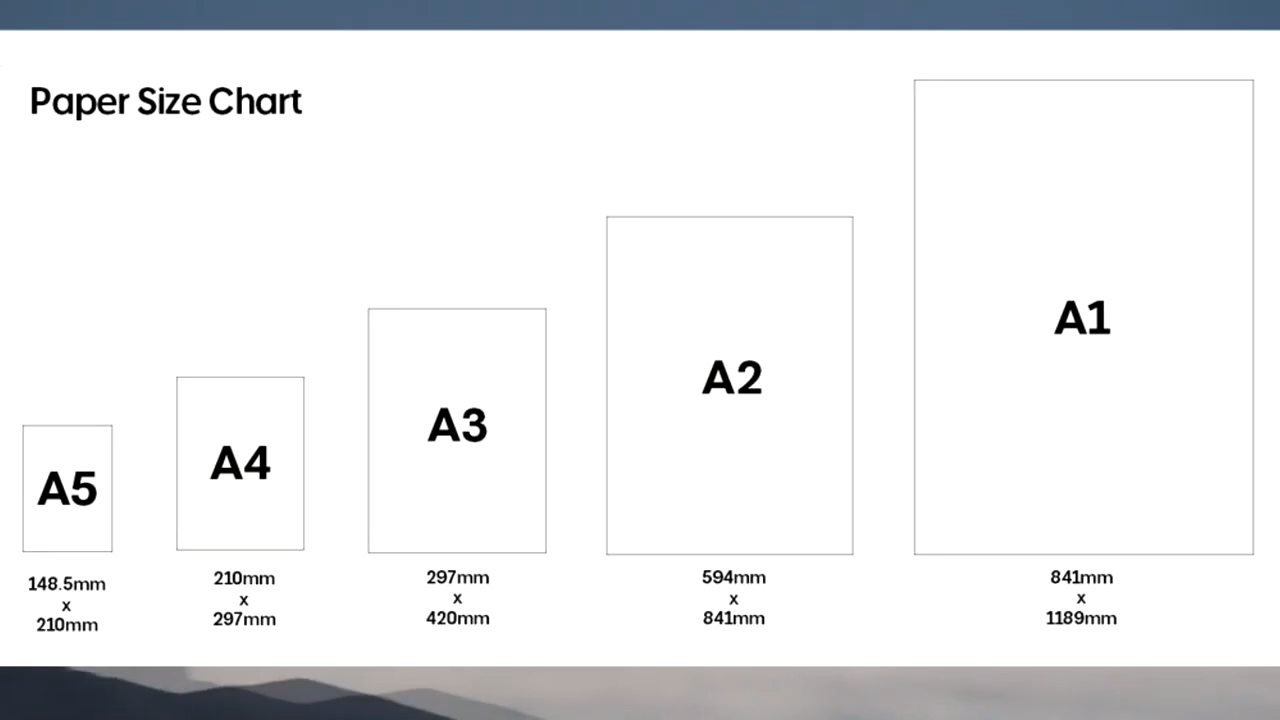 Paper Size Chart
A5
148.5mm
x
210mm
A4
210mm
x
297mm
A3
297mm
x
420mm
A2
594mm
x
841mm
A1
841mm
x
1189mm